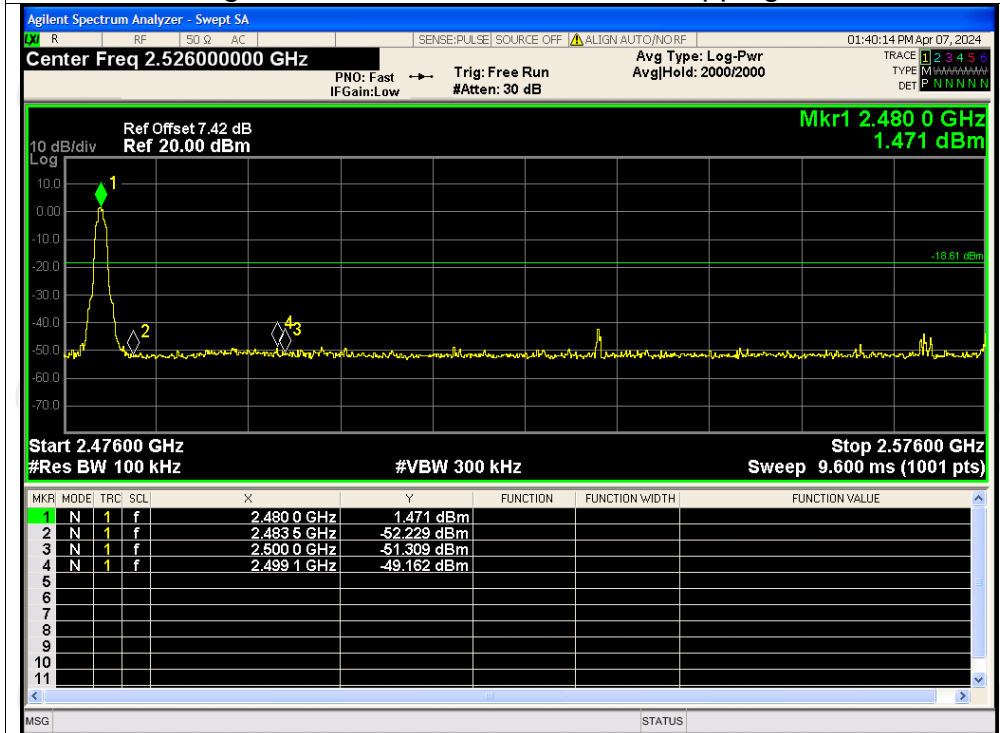 Agilent Spectrum Analyzer - Swept SA
LXI R RF 50 Ω AC SENSE:PULSE SOURCE OFF ALIGN AUTO/NO RF 01:40:14 PM Apr 07, 2024
Center Freq 2.526000000 GHz
PNO: Fast
IFGain:Low
Trig: Free Run
#Atten: 30 dB
Avg Type: Log-Pwr
Avg|Hold: 2000/2000
TRACE 1 2 3 4 5 6
TYPE M
DET P N N N N N
Mkr1 2.480 0 GHz
1.471 dBm
Ref Offset 7.42 dB
10 dB/div Ref 20.00 dBm
Log
10.0
0.00
-10.0
-20.0
-30.0
-40.0
-50.0
-60.0
-70.0
1
2
4 3
-18.61 dBm
Start 2.47600 GHz Stop 2.57600 GHz
#Res BW 100 kHz #VBW 300 kHz Sweep 9.600 ms (1001 pts)
MKR MODE TRC SCL X Y FUNCTION FUNCTION WIDTH FUNCTION VALUE
1 N 1 f 2.480 0 GHz 1.471 dBm
2 N 1 f 2.483 5 GHz -52.229 dBm
3 N 1 f 2.500 0 GHz -51.309 dBm
4 N 1 f 2.499 1 GHz -49.162 dBm
5
6
7
8
9
10
11
MSG STATUS